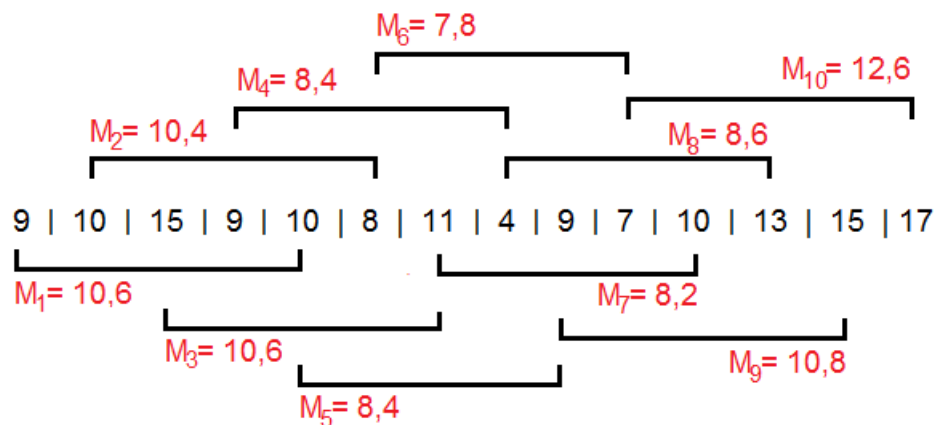 M6= 7,8
M10= 12,6
M4= 8,4
M2= 10,4
M8= 8,6
9 | 10 | 15 | 9 | 10 | 8 | 11 | 4 | 9 | 7 | 10 | 13 | 15 | 17
M1= 10,6
M7= 8,2
M3= 10,6
M9= 10,8
M5= 8,4